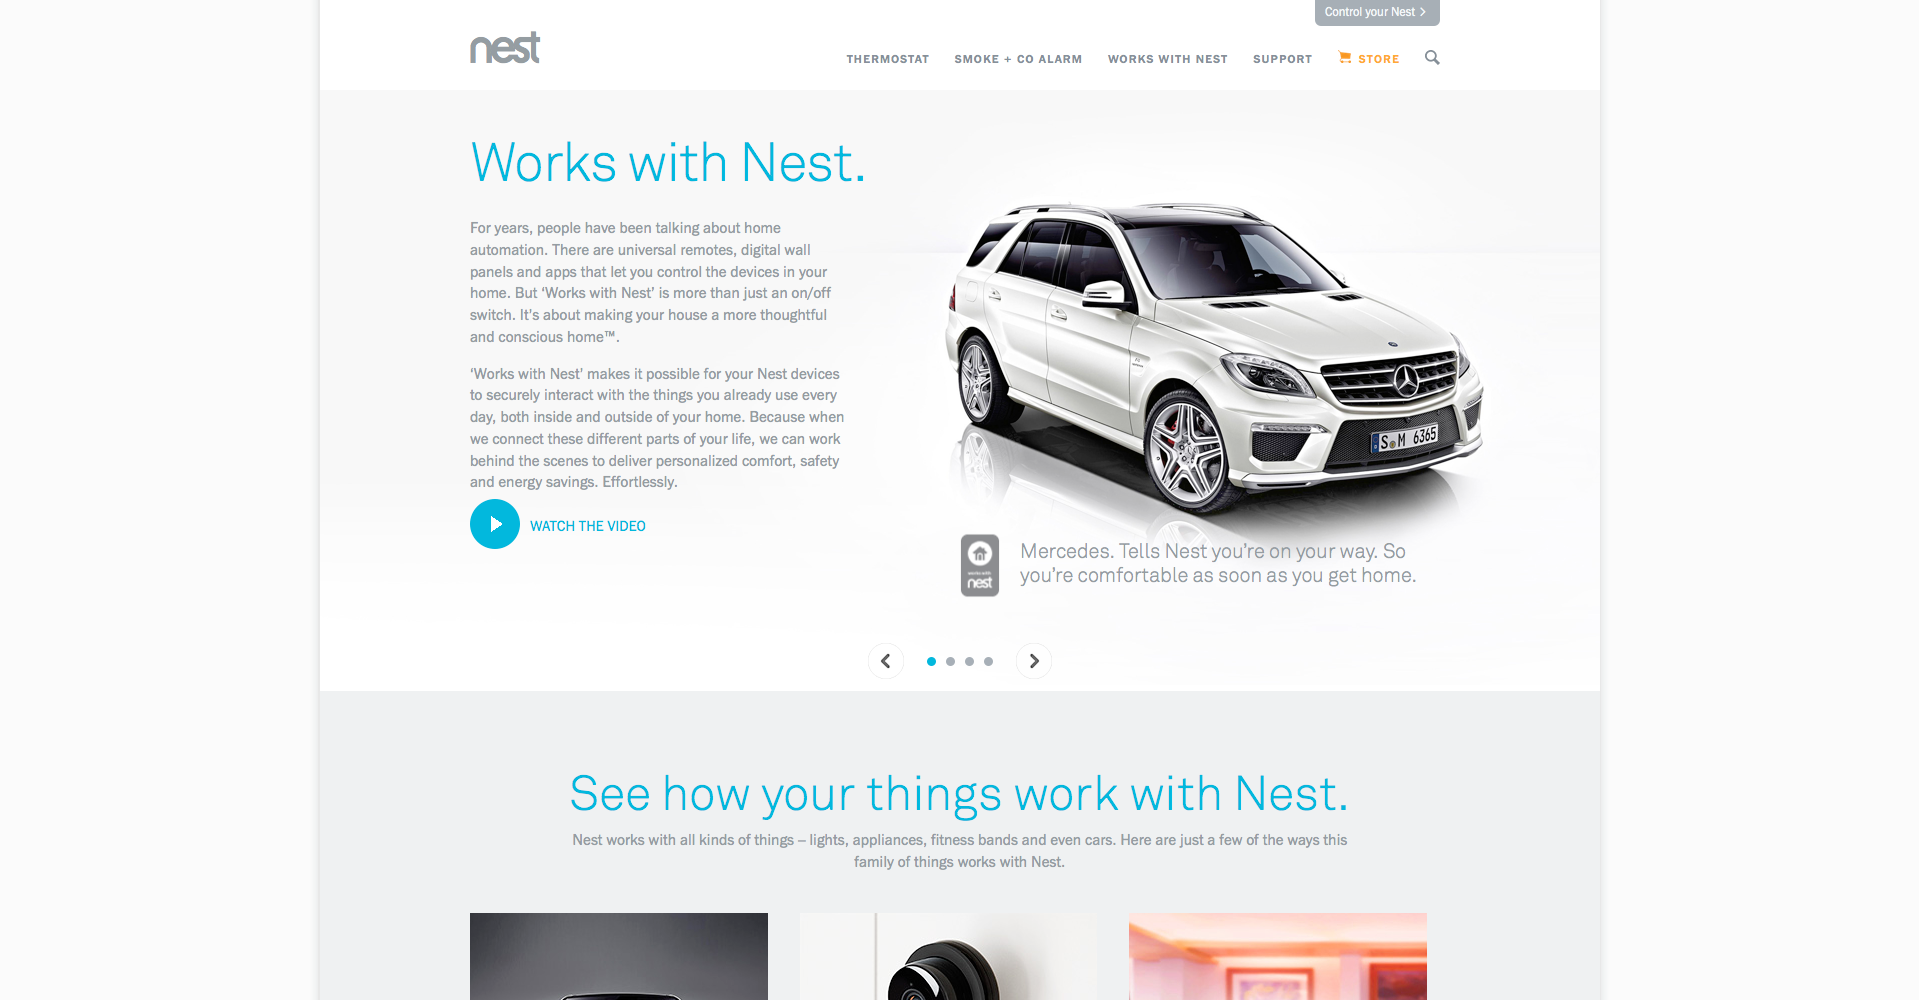 Control your Nest
nest
THERMOSTAT SMOKE + CO ALARM WORKS WITH NEST SUPPORT STORE
Works with Nest.
For years, people have been talking about home
automation. There are universal remotes, digital wall
panels and apps that let you control the devices in your
home. But ‘Works with Nest’ is more than just an on/off
switch. It’s about making your house a more thoughtful
and conscious home™.
‘Works with Nest’ makes it possible for your Nest devices
to securely interact with the things you already use every
day, both inside and outside of your home. Because when
we connect these different parts of your life, we can work
behind the scenes to deliver personalized comfort, safety
and energy savings. Effortlessly.
WATCH THE VIDEO
S M 6365
works with
nest
Mercedes. Tells Nest you’re on your way. So
you’re comfortable as soon as you get home.
See how your things work with Nest.
Nest works with all kinds of things – lights, appliances, fitness bands and even cars. Here are just a few of the ways this
family of things works with Nest.